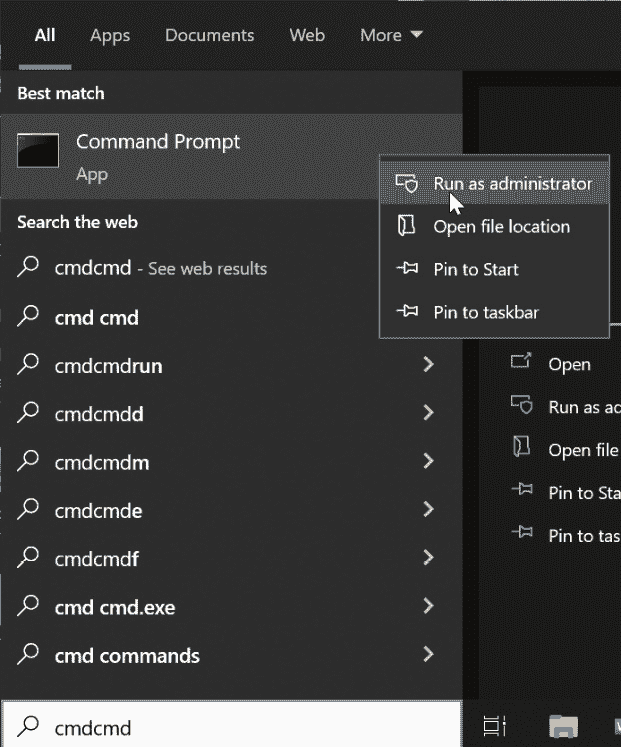 All Apps Documents Web More
Best match
Command Prompt
App
Run as administrator
Open file location
Pin to Start
Pin to taskbar
Search the web
cmdcmd - See web results
cmd cmd
cmdcmdrun
cmdcmdd
cmdcmdm
cmdcmde
cmdcmdf
cmd cmd.exe
cmd commands
Open
Run as ad
Open file
Pin to Sta
Pin to tas
cmdcmd